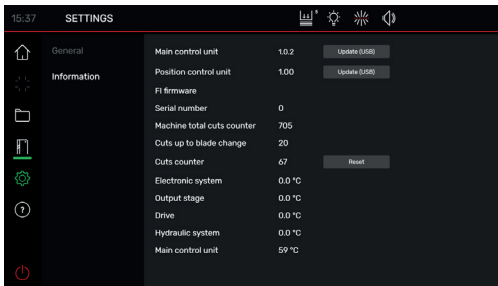 15:37 SETTINGS
General
Information
Main control unit 1.0.2 Update (USB)
Position control unit 1.00 Update (USB)
FI firmware
Serial number 0
Machine total cuts counter 705
Cuts up to blade change 20
Cuts counter 67 Reset
Electronic system 0.0 °C
Output stage 0.0 °C
Drive 0.0 °C
Hydraulic system 0.0 °C
Main control unit 59 °C
?